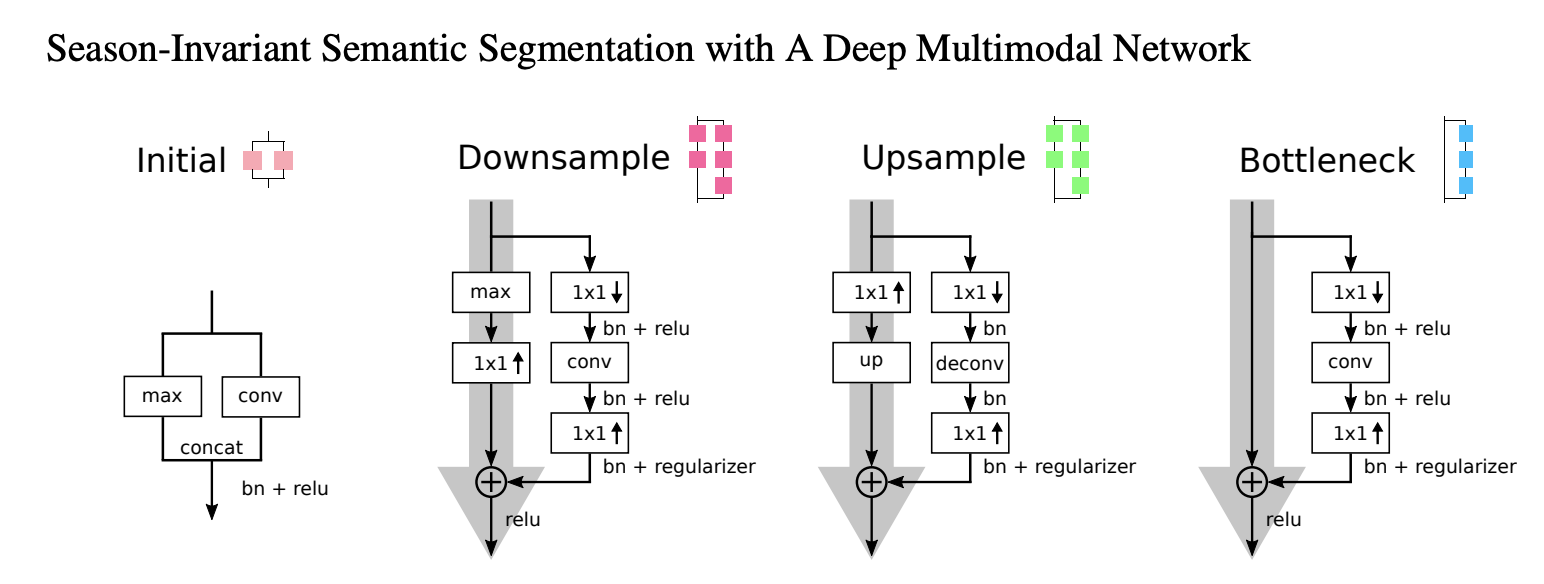 Season-Invariant Semantic Segmentation with A Deep Multimodal Network
Initial
max
conv
concat
bn + relu
Downsample
max
1x1↓
bn + relu
1x1↑
conv
bn + relu
1x1↑
bn + regularizer
relu
Upsample
1x1↑
1x1↓
bn
up
deconv
bn
1x1↑
bn + regularizer
Bottleneck
1x1↓
bn + relu
conv
bn + relu
1x1↑
bn + regularizer
relu